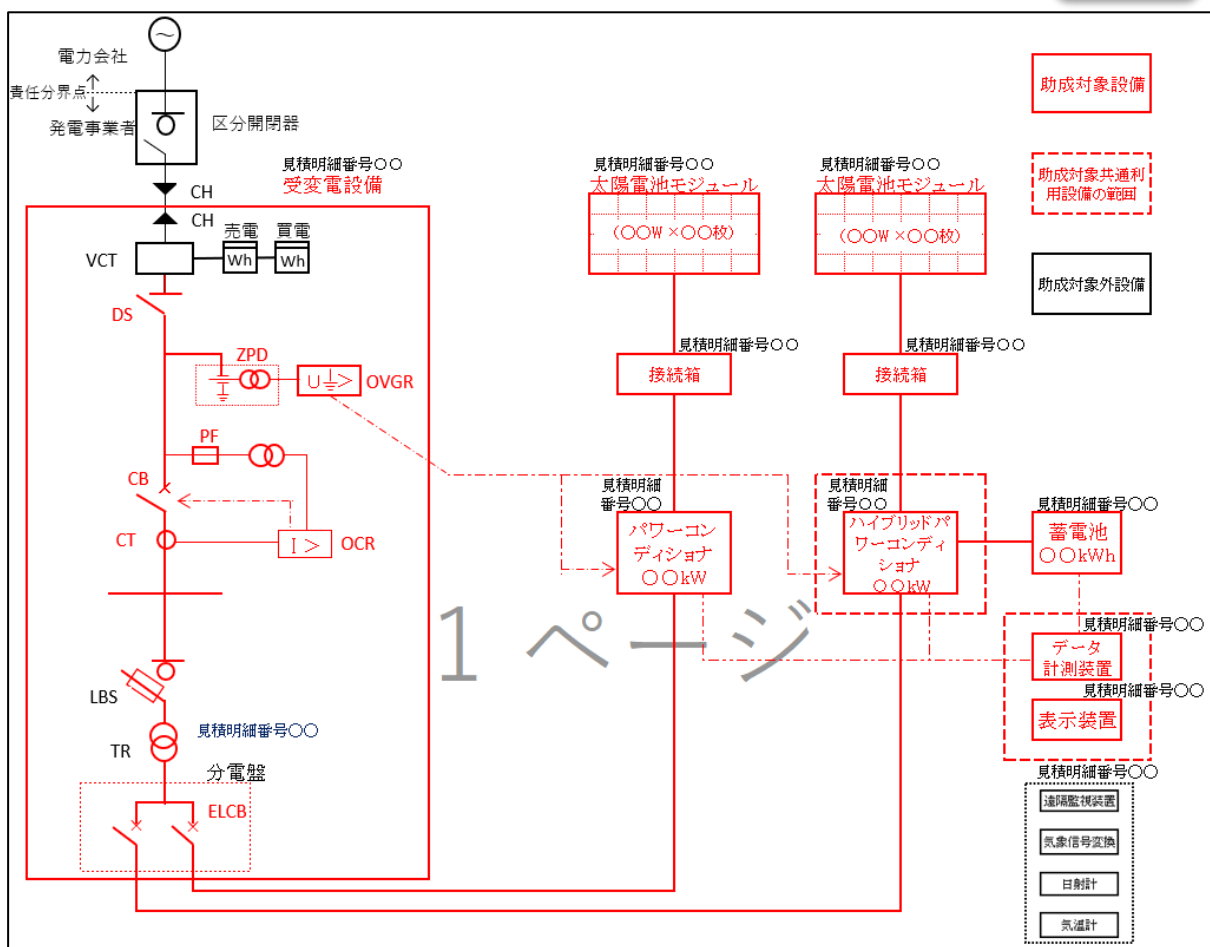 電力会社
責任分界点
発電事業者
区分開閉器
CH
見積明細番号〇〇
受変電設備
CH
売電
買電
VCT
Wh
Wh
DS
ZPD
U
>
OVGR
PF
CB
CT
I >
OCR
LBS
TR
見積明細番号〇〇
分電盤
ELCB
見積明細番号〇〇
太陽電池モジュール
(〇〇W ×〇〇枚)
見積明細番号〇〇
接続箱
見積明細
番号〇〇
パワーコン
ディショナ
〇〇kW
見積明細番号〇〇
太陽電池モジュール
(〇〇W ×〇〇枚)
見積明細番号〇〇
接続箱
見積明細
番号〇〇
ハイブリッドパ
ワーコンディ
ショナ
〇〇kW
見積明細番号〇〇
蓄電池
〇〇kWh
見積明細番号〇〇
データ
計測装置
見積明細番号〇〇
表示装置
見積明細番号〇〇
遠隔監視装置
気象信号変換
日射計
気温計
助成対象設備
助成対象共通利
用設備の範囲
助成対象外設備
1 ページ